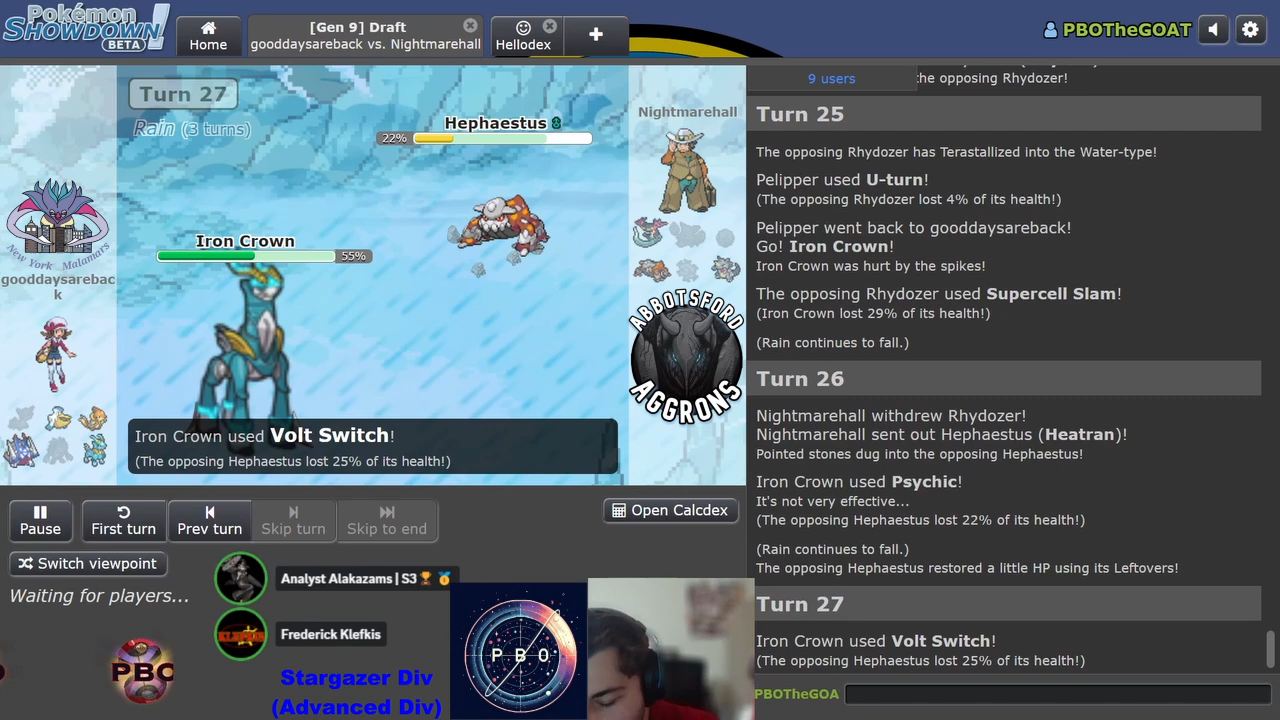 Pokémon
SHOWDOWN!
BETA
Home
[Gen 9] Draft
gooddaysareback vs. Nightmarehall
Hellodex
PBOTheGOAT
Turn 27
Rain (3 turns)
Hephaestus
22%
Iron Crown
55%
New York Malamars
gooddaysarebac
k
Nightmarehall
ABBOTSFORD
AGGRONS
Iron Crown used Volt Switch!
(The opposing Hephaestus lost 25% of its health!)
Pause
First turn
Prev turn
Skip turn
Skip to end
Open Calcdex
Switch viewpoint
Waiting for players...
Analyst Alakazams | S3
KLEFKIS
Frederick Klefkis
PBO
Stargazer Div
(Advanced Div)
PBO
9 users
the opposing Rhydozer!
Turn 25
The opposing Rhydozer has Terastallized into the Water-type!
Pelipper used U-turn!
(The opposing Rhydozer lost 4% of its health!)
Pelipper went back to gooddaysareback!
Go! Iron Crown!
Iron Crown was hurt by the spikes!
The opposing Rhydozer used Supercell Slam!
(Iron Crown lost 29% of its health!)
(Rain continues to fall.)
Turn 26
Nightmarehall withdrew Rhydozer!
Nightmarehall sent out Hephaestus (Heatran)!
Pointed stones dug into the opposing Hephaestus!
Iron Crown used Psychic!
It's not very effective...
(The opposing Hephaestus lost 22% of its health!)
(Rain continues to fall.)
The opposing Hephaestus restored a little HP using its Leftovers!
Turn 27
Iron Crown used Volt Switch!
(The opposing Hephaestus lost 25% of its health!)
PBOTheGOA